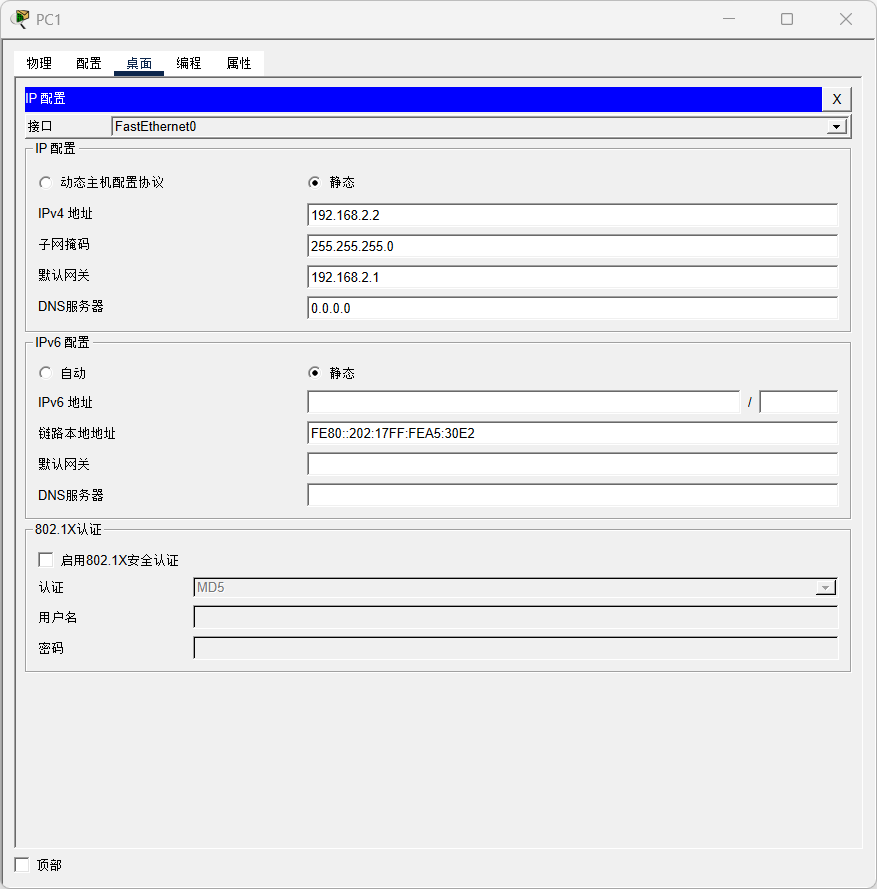 PC1
物理 配置 桌面 编程 属性
IP 配置 X
接口 FastEthernet0
IP 配置
动态主机配置协议 静态
IPv4 地址 192.168.2.2
子网掩码 255.255.255.0
默认网关 192.168.2.1
DNS服务器 0.0.0.0
IPv6 配置
自动 静态
IPv6 地址 /
链路本地地址 FE80::202:17FF:FEA5:30E2
默认网关
DNS服务器
802.1X认证
启用802.1X安全认证
认证 MD5
用户名
密码
顶部